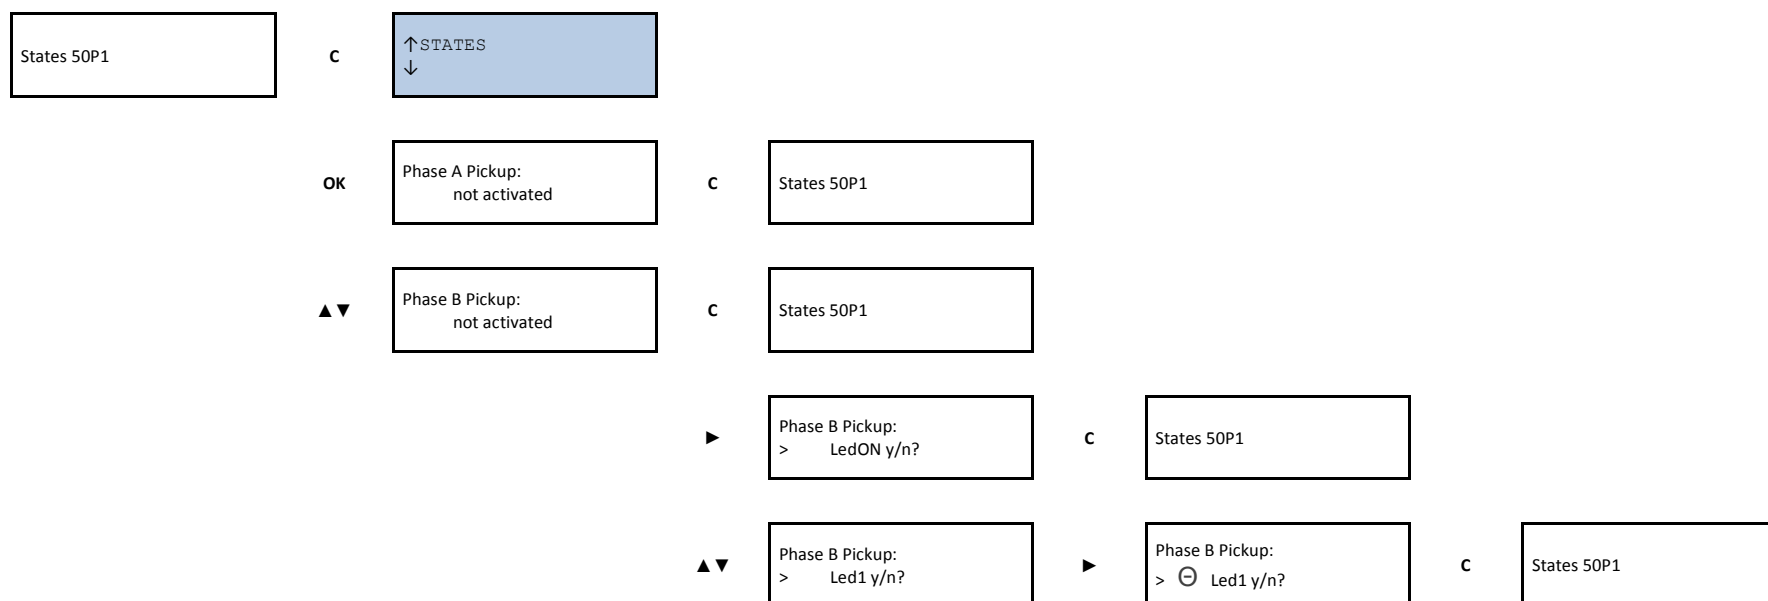 States 50P1
C
↑STATES
↓
OK
Phase A Pickup:
not activated
C
States 50P1
▲▼
Phase B Pickup:
not activated
C
States 50P1
►
Phase B Pickup:
> LedON y/n?
C
States 50P1
▲▼
Phase B Pickup:
> Led1 y/n?
►
Phase B Pickup:
> Θ Led1 y/n?
C
States 50P1